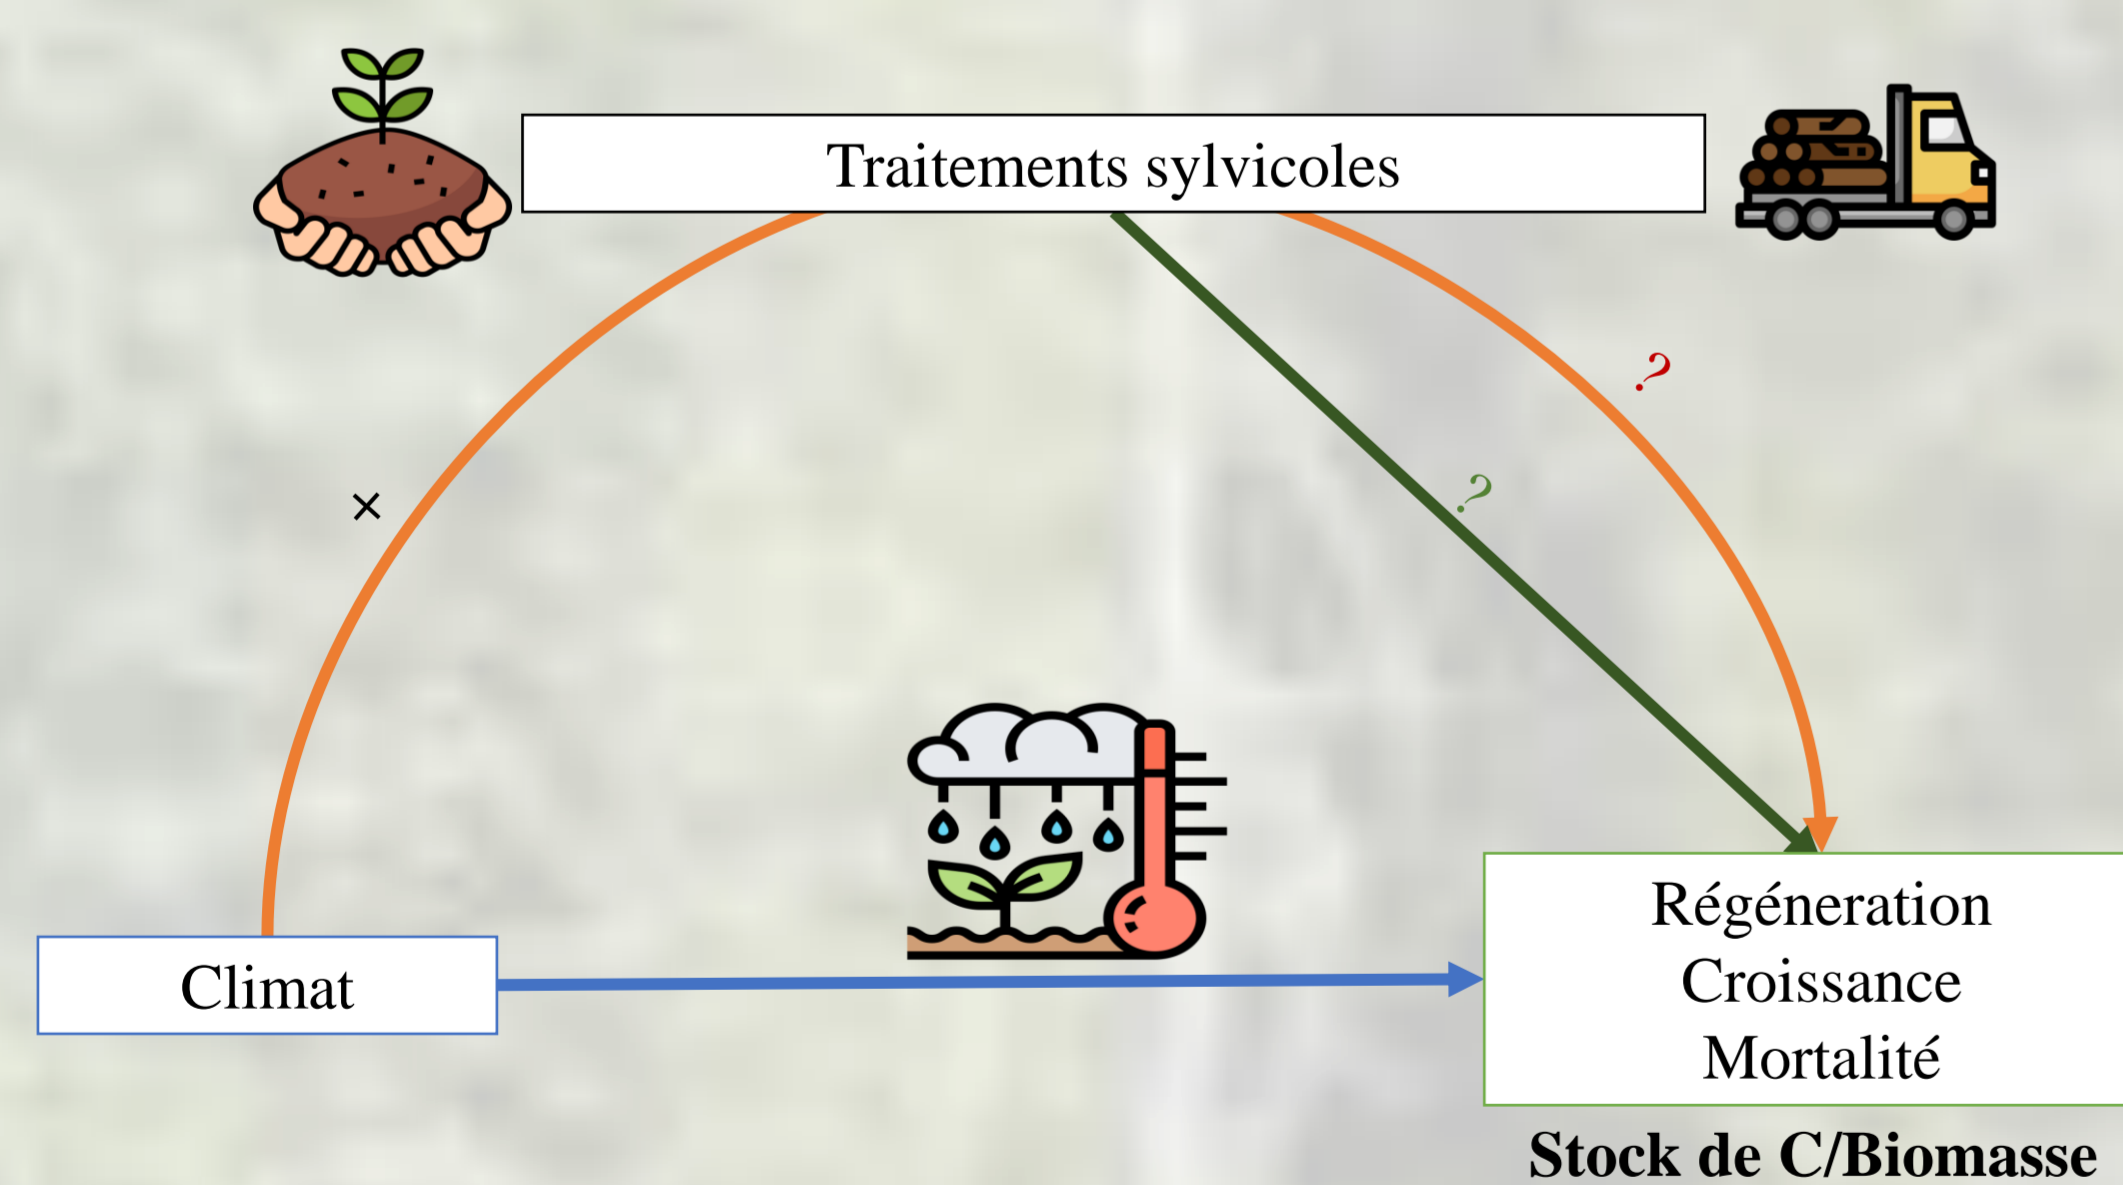 Traitements sylvicoles
?
?
×
Climat
Régéneration
Croissance
Mortalité
Stock de C/Biomasse